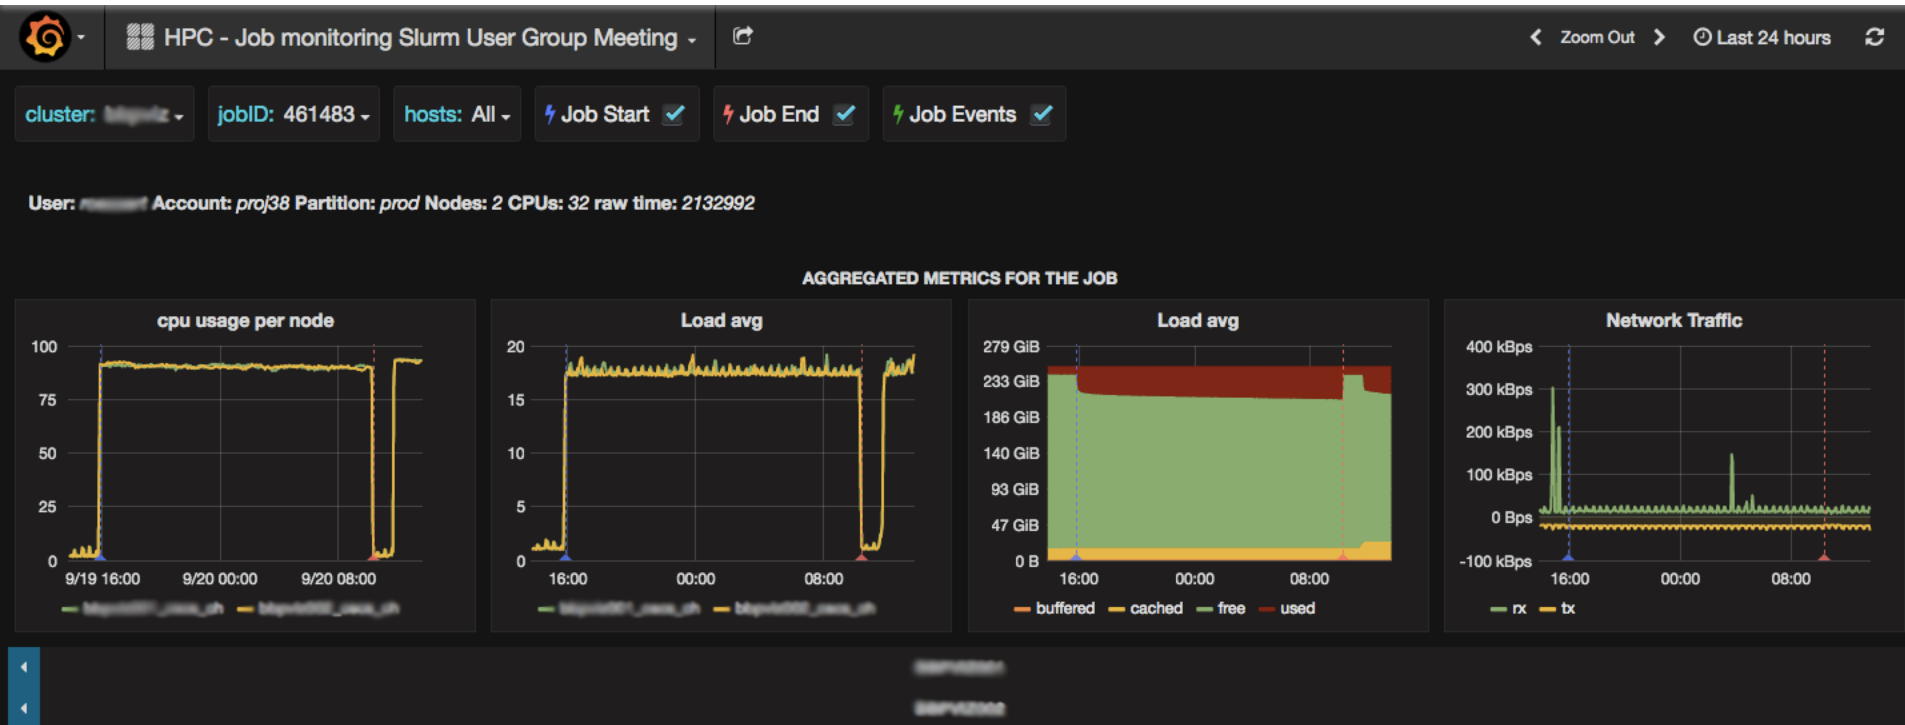 HPC - Job monitoring Slurm User Group Meeting
Zoom Out
Last 24 hours
cluster:
jobID: 461483
hosts: All
Job Start
Job End
Job Events
User: Account: proj38 Partition: prod Nodes: 2 CPUs: 32 raw time: 2132992
AGGREGATED METRICS FOR THE JOB
cpu usage per node
100
75
50
25
0
9/19 16:00 9/20 00:00 9/20 08:00
Load avg
20
15
10
5
0
16:00 00:00 08:00
Load avg
279 GiB
233 GiB
186 GiB
140 GiB
93 GiB
47 GiB
0 B
16:00 00:00 08:00
buffered cached free used
Network Traffic
400 kBps
300 kBps
200 kBps
100 kBps
0 Bps
-100 kBps
16:00 00:00 08:00
rx tx